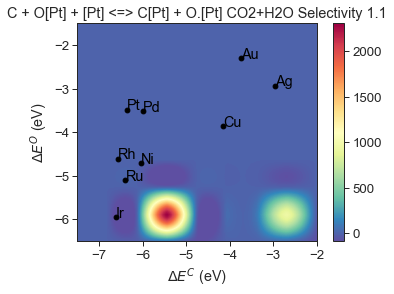 C + O[Pt] + [Pt] <=> C[Pt] + O.[Pt] CO2+H2O Selectivity 1.1
−2
−3
−4
−5
−6
ΔE^O (eV)
Au
Ag
Pt
Pd
Cu
Rh
Ni
Ru
Ir
−7
−6
−5
−4
−3
−2
ΔE^C (eV)
2000
1500
1000
500
0